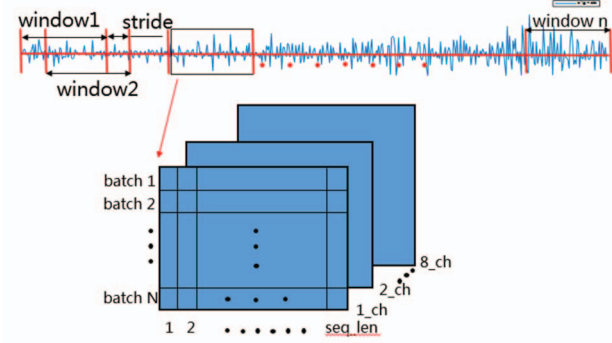 window1 stride window n
window2
batch 1
batch 2
batch N
8_ch
2_ch
1_ch
1 2 seq_len